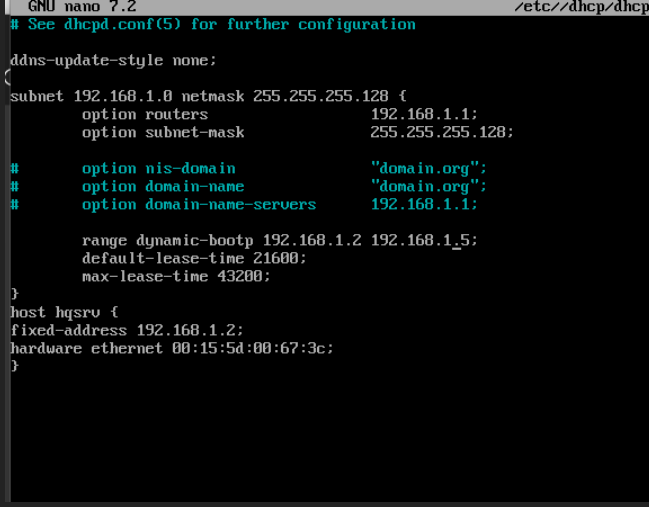 GNU nano 7.2 /etc//dhcp/dhcp
# See dhcpd.conf(5) for further configuration
ddns-update-style none;
subnet 192.168.1.0 netmask 255.255.255.128 {
option routers 192.168.1.1;
option subnet-mask 255.255.255.128;
# option nis-domain "domain.org";
# option domain-name "domain.org";
# option domain-name-servers 192.168.1.1;
range dynamic-bootp 192.168.1.2 192.168.1.5;
default-lease-time 21600;
max-lease-time 43200;
}
host hqsrv {
fixed-address 192.168.1.2;
hardware ethernet 00:15:5d:00:67:3c;
}